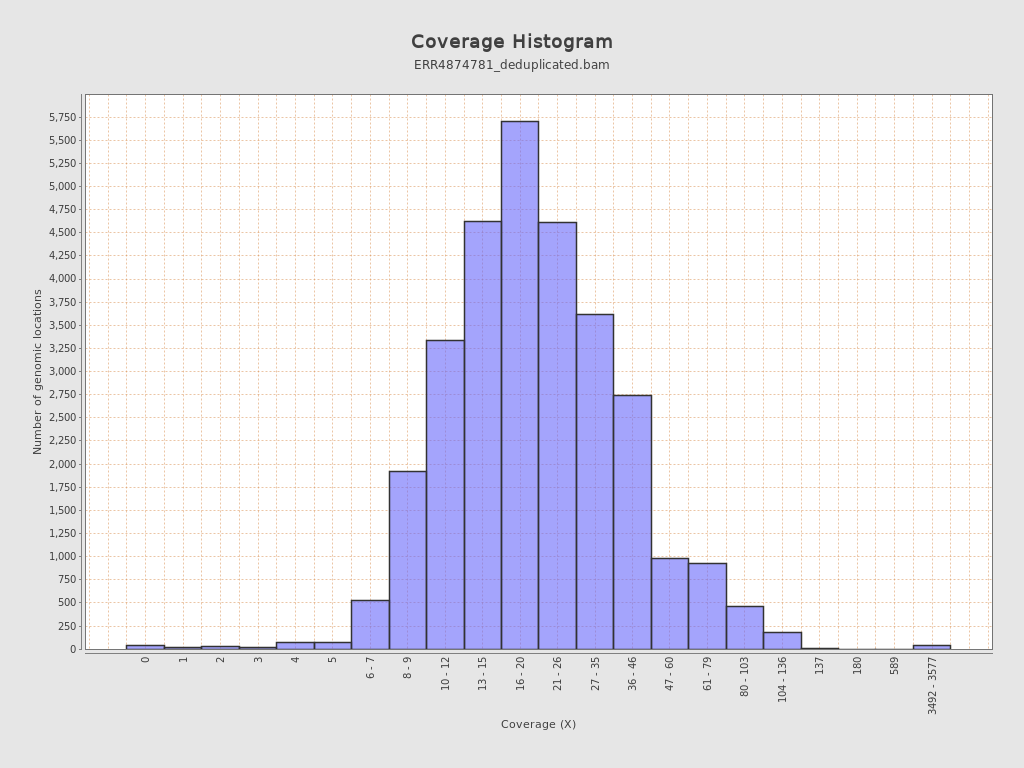 Coverage Histogram
ERR4874781_deduplicated.bam
Number of genomic locations
5,750
5,500
5,250
5,000
4,750
4,500
4,250
4,000
3,750
3,500
3,250
3,000
2,750
2,500
2,250
2,000
1,750
1,500
1,250
1,000
750
500
250
0
0
1
2
3
4
5
6 - 7
8 - 9
10 - 12
13 - 15
16 - 20
21 - 26
27 - 35
36 - 46
47 - 60
61 - 79
80 - 103
104 - 136
137
180
589
3492 - 3577
Coverage (X)